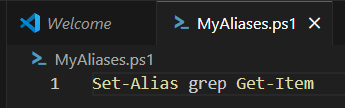 Welcome MyAliases.ps1 X
MyAliases.ps1
1 Set-Alias grep Get-Item